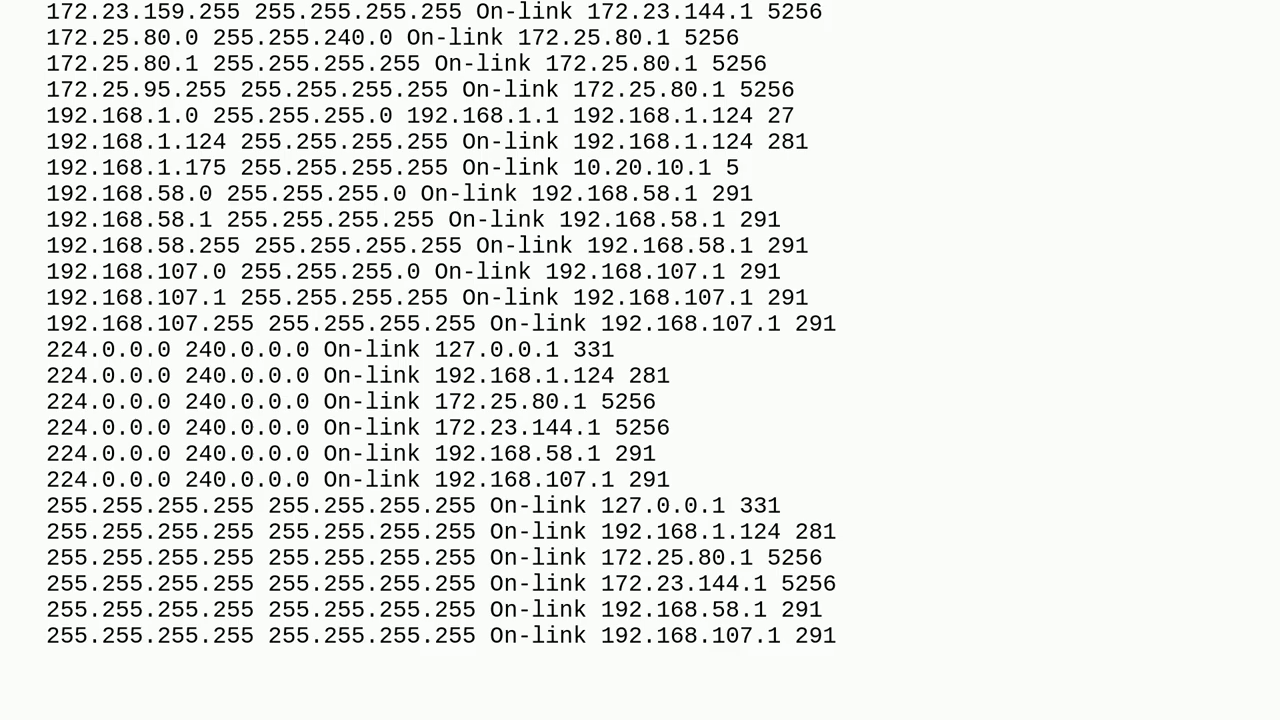 172.23.159.255 255.255.255.255 On-link 172.23.144.1 5256
172.25.80.0 255.255.240.0 On-link 172.25.80.1 5256
172.25.80.1 255.255.255.255 On-link 172.25.80.1 5256
172.25.95.255 255.255.255.255 On-link 172.25.80.1 5256
192.168.1.0 255.255.255.0 192.168.1.1 192.168.1.124 27
192.168.1.124 255.255.255.255 On-link 192.168.1.124 281
192.168.1.175 255.255.255.255 On-link 10.20.10.1 5
192.168.58.0 255.255.255.0 On-link 192.168.58.1 291
192.168.58.1 255.255.255.255 On-link 192.168.58.1 291
192.168.58.255 255.255.255.255 On-link 192.168.58.1 291
192.168.107.0 255.255.255.0 On-link 192.168.107.1 291
192.168.107.1 255.255.255.255 On-link 192.168.107.1 291
192.168.107.255 255.255.255.255 On-link 192.168.107.1 291
224.0.0.0 240.0.0.0 On-link 127.0.0.1 331
224.0.0.0 240.0.0.0 On-link 192.168.1.124 281
224.0.0.0 240.0.0.0 On-link 172.25.80.1 5256
224.0.0.0 240.0.0.0 On-link 172.23.144.1 5256
224.0.0.0 240.0.0.0 On-link 192.168.58.1 291
224.0.0.0 240.0.0.0 On-link 192.168.107.1 291
255.255.255.255 255.255.255.255 On-link 127.0.0.1 331
255.255.255.255 255.255.255.255 On-link 192.168.1.124 281
255.255.255.255 255.255.255.255 On-link 172.25.80.1 5256
255.255.255.255 255.255.255.255 On-link 172.23.144.1 5256
255.255.255.255 255.255.255.255 On-link 192.168.58.1 291
255.255.255.255 255.255.255.255 On-link 192.168.107.1 291